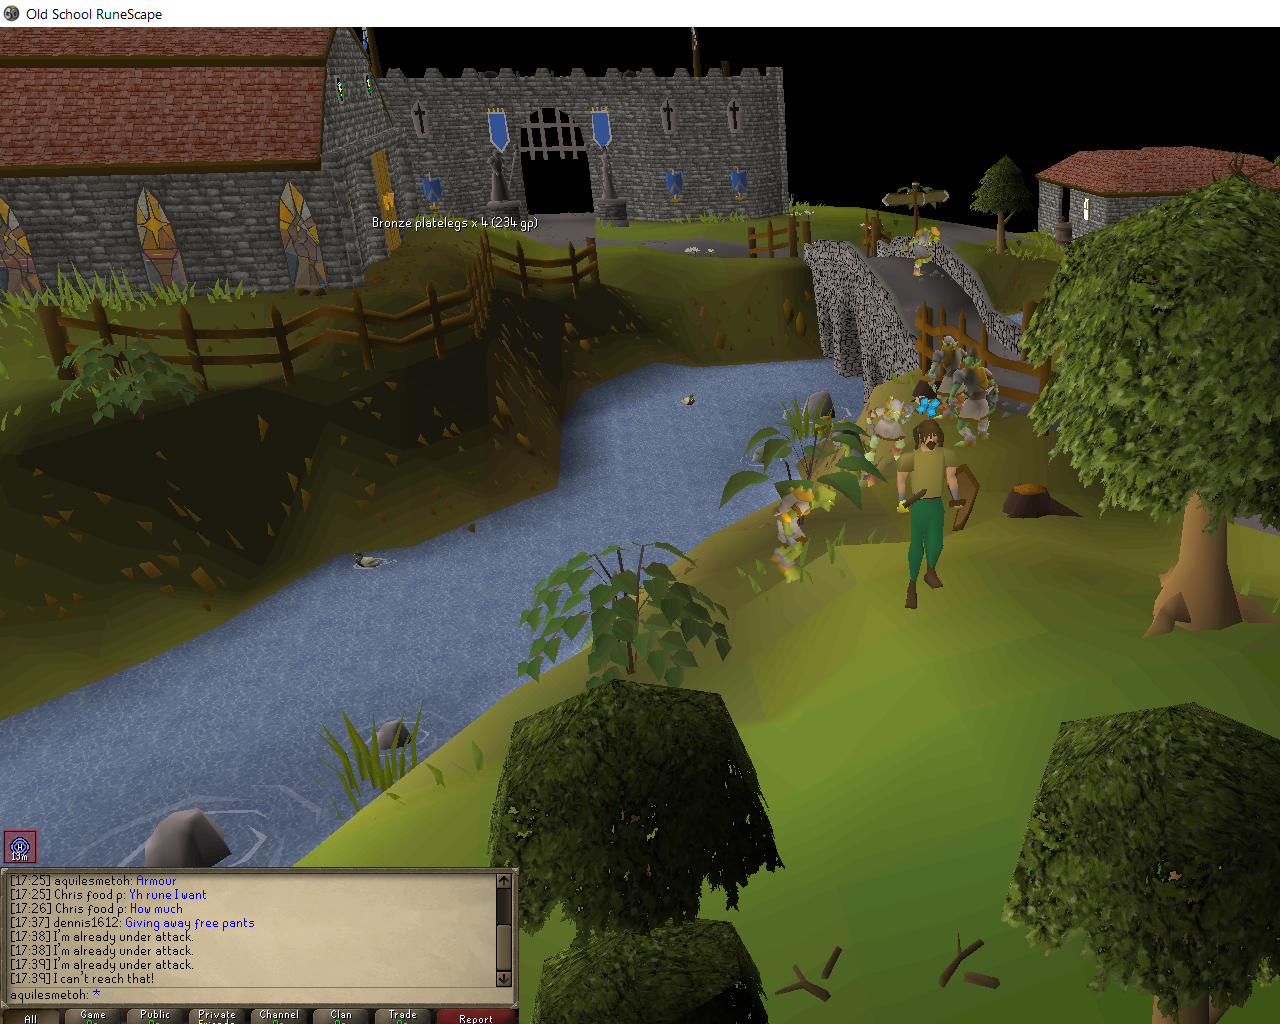 Old School RuneScape
Bronze platelegs x 4 (234 gp)
13m
[17:25] aquilesmetoh: Armour
[17:25] Chris food p: Yh rune I want
[17:26] Chris food p: How much
[17:37] dennis1612: Giving away free pants
[17:38] I'm already under attack.
[17:38] I'm already under attack.
[17:39] I'm already under attack.
[17:39] I can't reach that!
aquilesmetoh: *
All Game Public Private Channel Clan Trade Report